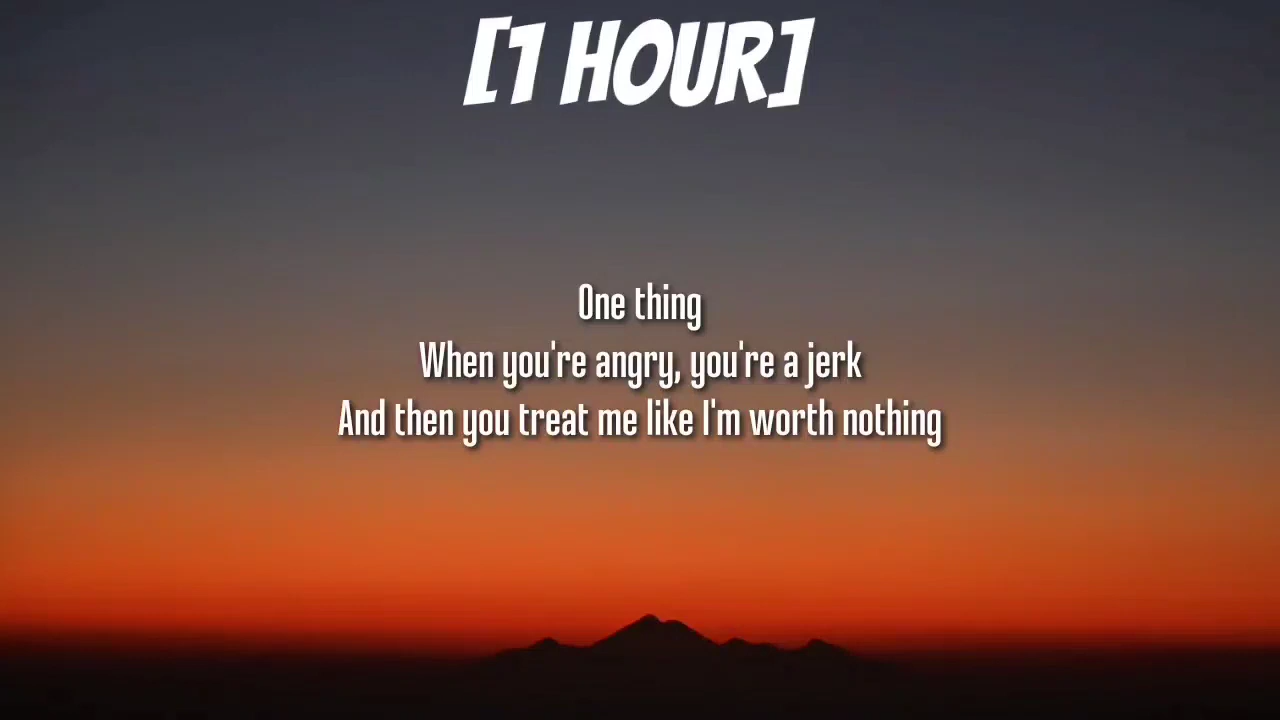 [1 HOUR]
One thing
When you're angry, you're a jerk
And then you treat me like I'm worth nothing